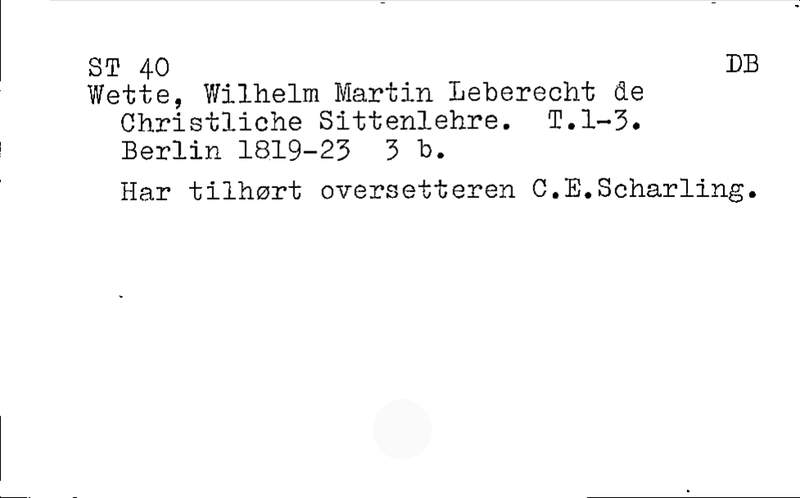 ST 40 DB
Wette, Wilhelm Martin Leberecht de
Christliche Sittenlehre. T.1-3.
Berlin 1819-23 3 b.
Har tilhørt oversetteren C.E.Scharling.